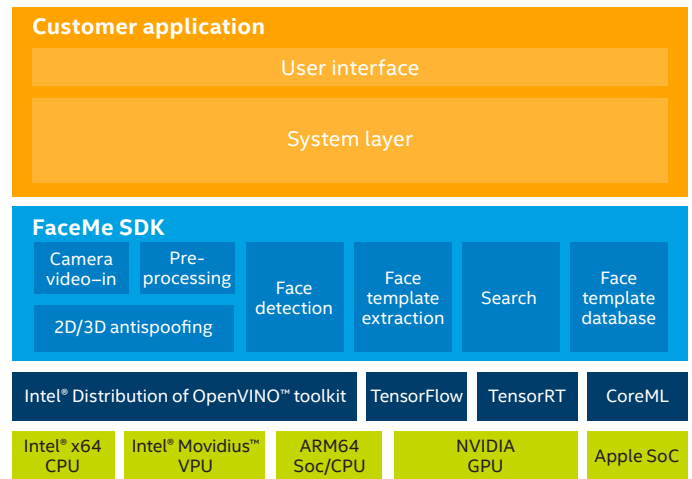 Customer application
User interface
System layer
FaceMe SDK
Camera
video–in
Pre-
processing
2D/3D antispoofing
Face
detection
Face
template
extraction
Search
Face
template
database
Intel® Distribution of OpenVINO™ toolkit
TensorFlow
TensorRT
CoreML
Intel® x64
CPU
Intel® Movidius™
VPU
ARM64
Soc/CPU
NVIDIA
GPU
Apple SoC